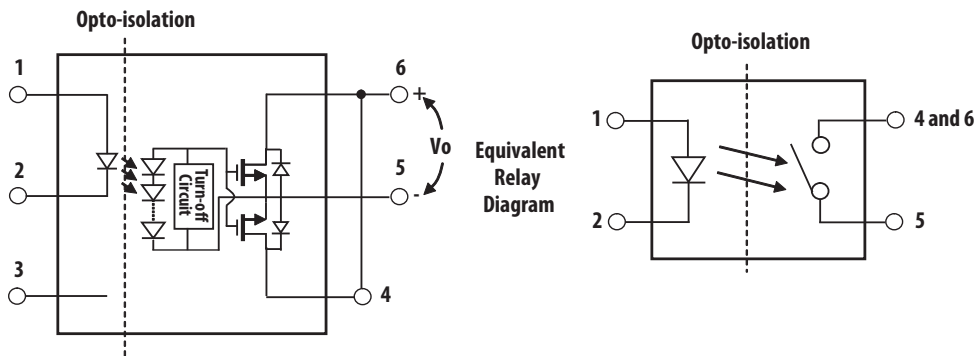 Opto-isolation
1
2
3
Turn-off
Circuit
6
+
Vo
5
-
4
Equivalent
Relay
Diagram
Opto-isolation
1
2
4 and 6
5